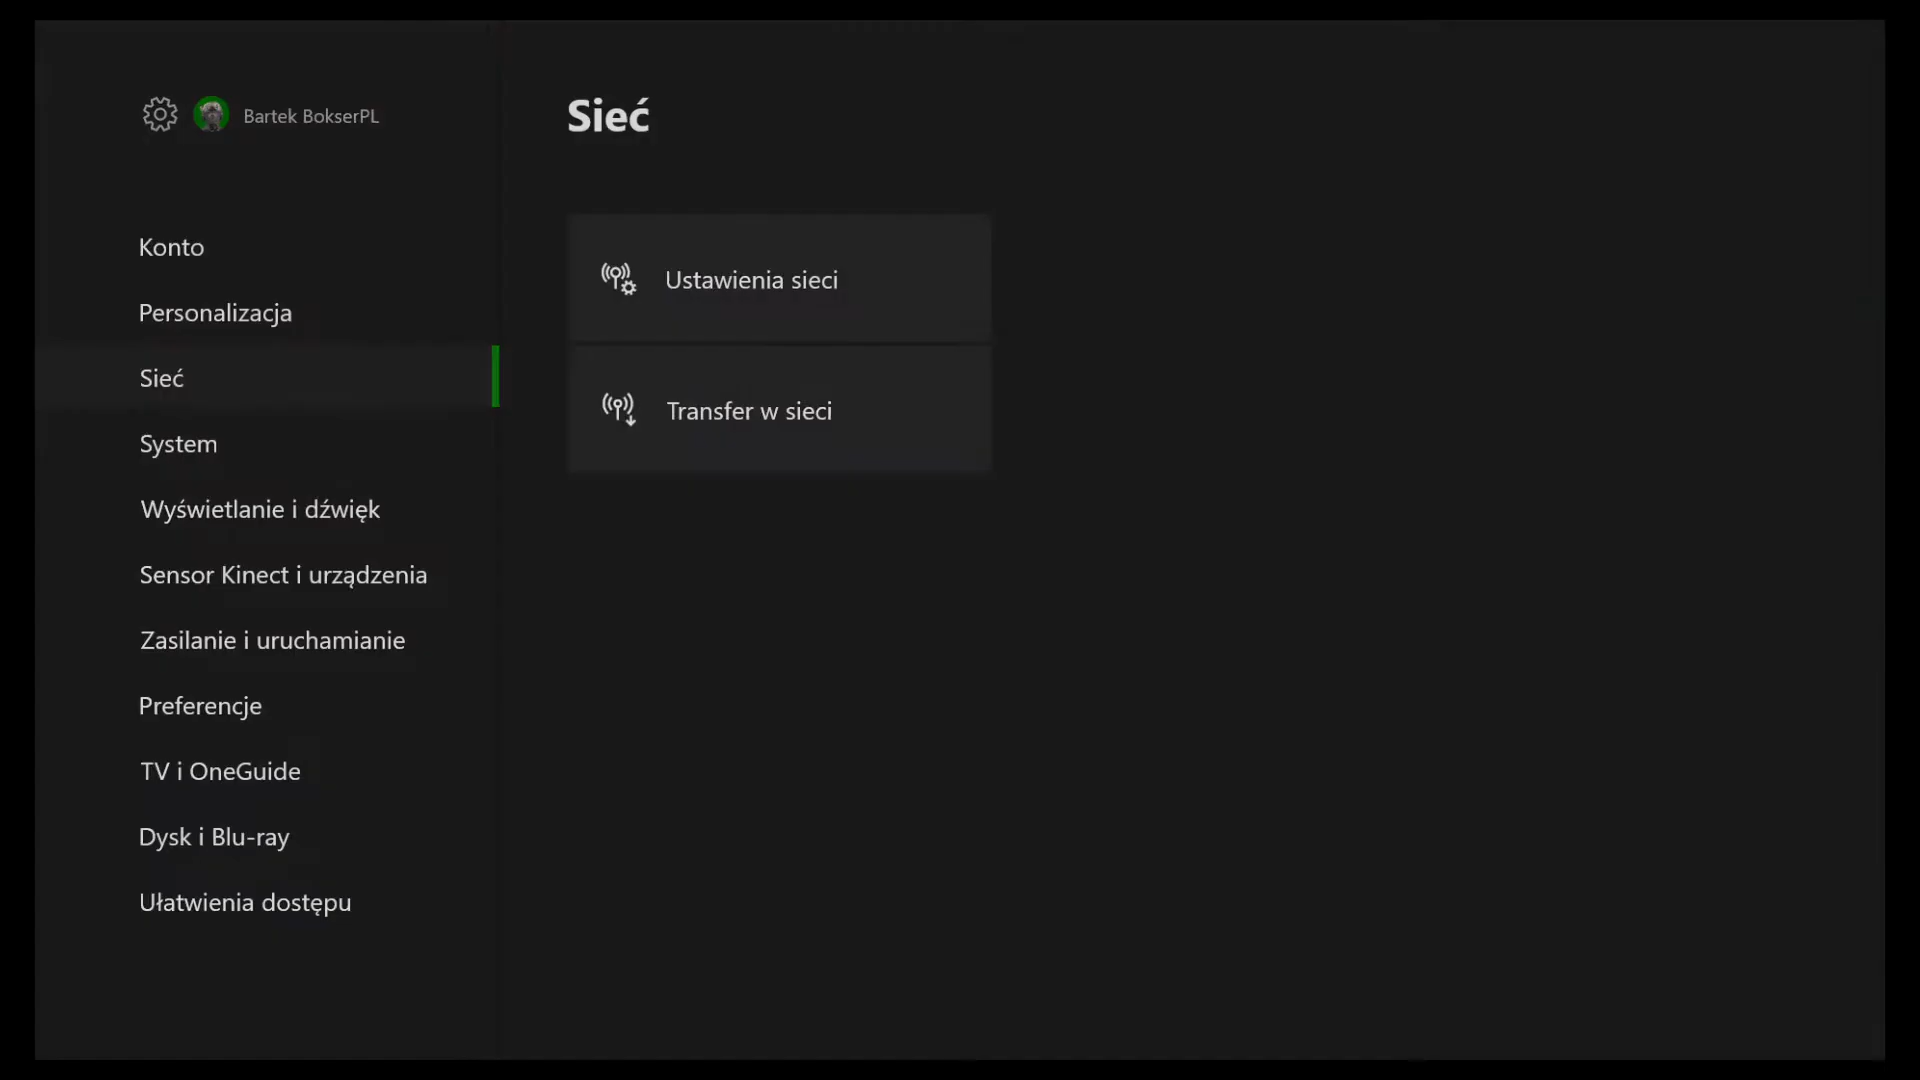 Bartek BokserPL
Konto
Personalizacja
Sieć
System
Wyświetlanie i dźwięk
Sensor Kinect i urządzenia
Zasilanie i uruchamianie
Preferencje
TV i OneGuide
Dysk i Blu-ray
Ułatwienia dostępu
Sieć
Ustawienia sieci
Transfer w sieci